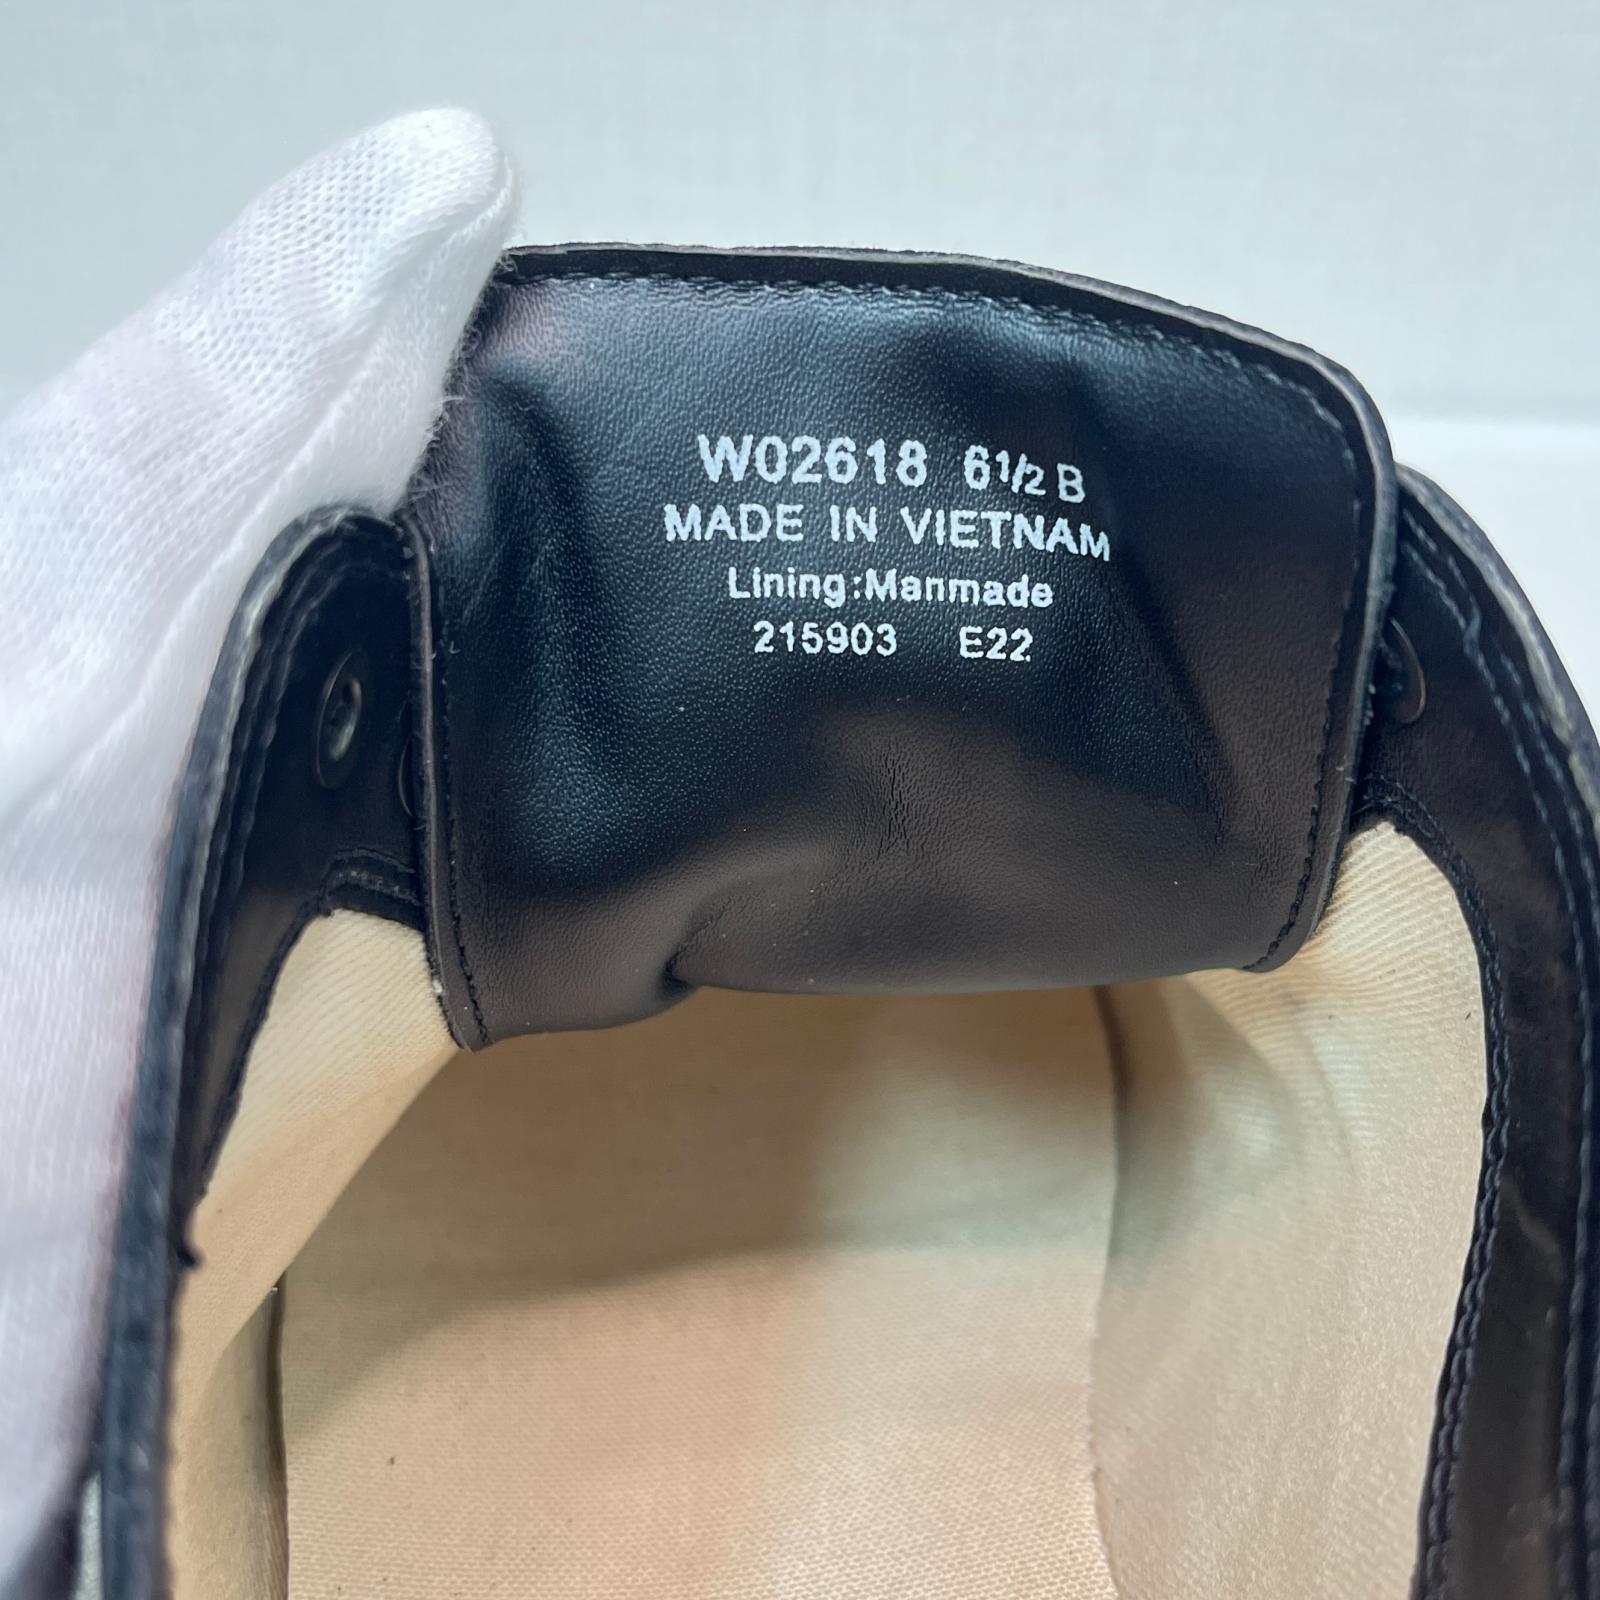 W02618 6½ B
MADE IN VIETNAM
Lining:Manmade
215903 E22